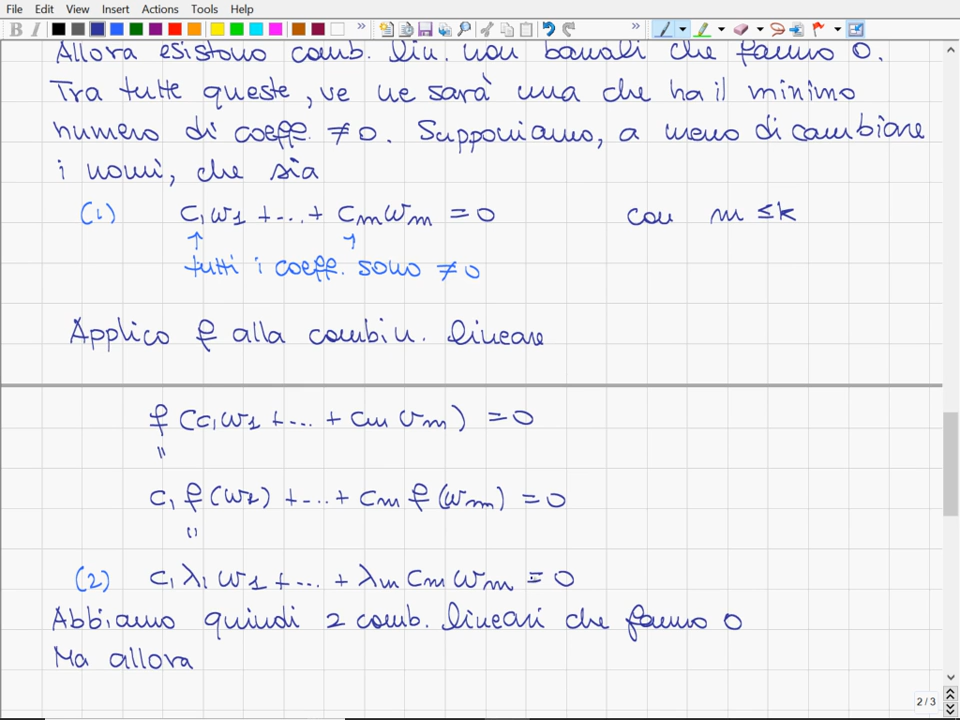 File Edit View Insert Actions Tools Help
B I
Allora esistono comb. lin. non banali che fanno 0.
Tra tutte queste, ve ne sarà una che ha il minimo
numero di coeff. ≠0. Supponiamo, a meno di cambiare
i nomi, che sia
(1) c₁w₁ + ... + cₘwₘ = 0 con m ≤ k
↑ ↑
tutti i coeff. sono ≠0
Applico f alla combin. lineare
f (c₁w₁ + ... + cₘ vₘ) = 0
"
c₁ f(w₁) + ... + cₘ f(wₘ) = 0
"
(2) c₁ λ₁ w₁ + ... + λₘ cₘ wₘ = 0
Abbiamo quindi 2 comb. lineari che fanno 0
Ma allora
2 / 3